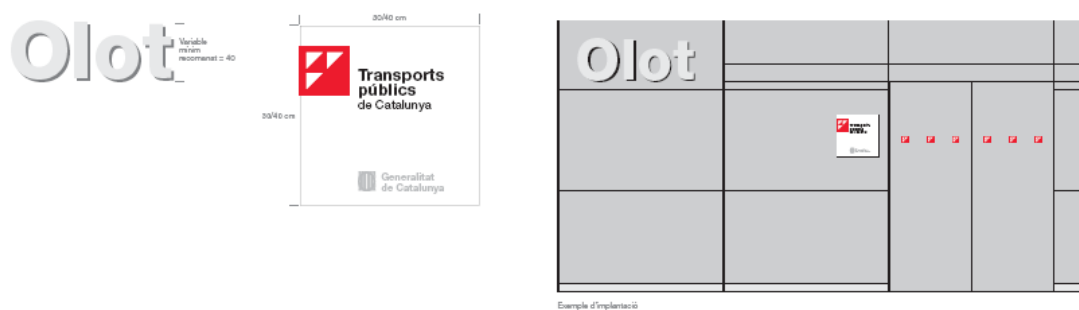 Olot
Variable
mínim
recomanat = 40
30/40 cm
30/40 cm
Transports
públics
de Catalunya
Generalitat
de Catalunya
Olot
Transports
Exemple d'implantació